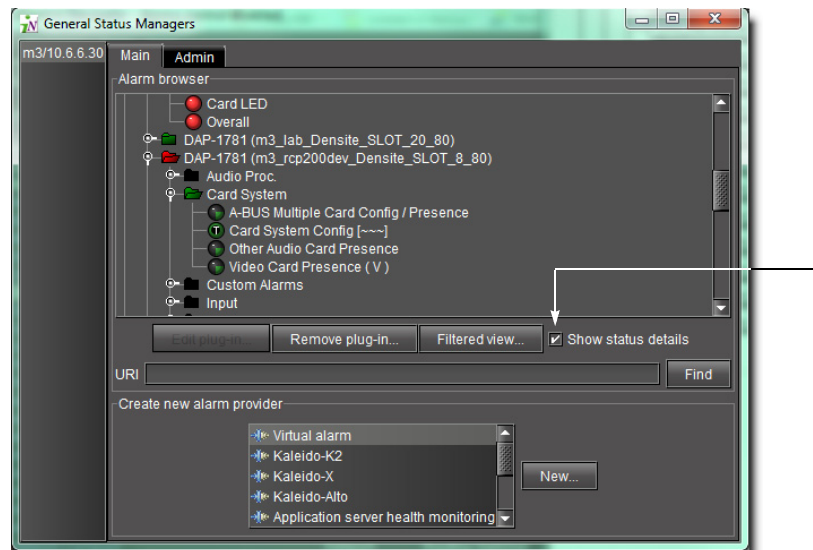 General Status Managers
m3/10.6.6.30
Main Admin
Alarm browser
Card LED
Overall
DAP-1781 (m3_lab_Densite_SLOT_20_80)
DAP-1781 (m3_rcp200dev_Densite_SLOT_8_80)
Audio Proc.
Card System
A-BUS Multiple Card Config / Presence
T Card System Config [~~~]
Other Audio Card Presence
Video Card Presence ( V )
Custom Alarms
Input
Edit plug-in... Remove plug-in... Filtered view... Show status details
URI Find
Create new alarm provider
Virtual alarm
Kaleido-K2
Kaleido-X
Kaleido-Alto
Application server health monitoring
New...